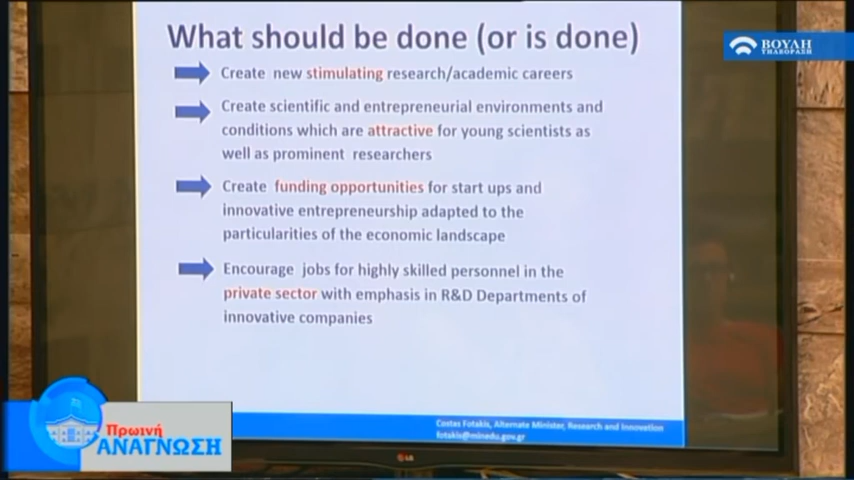 What should be done (or is done)
Create new stimulating research/academic careers
Create scientific and entrepreneurial environments and
conditions which are attractive for young scientists as
well as prominent researchers
Create funding opportunities for start ups and
innovative entrepreneurship adapted to the
particularities of the economic landscape
Encourage jobs for highly skilled personnel in the
private sector with emphasis in R&D Departments of
innovative companies
Costas Fotakis, Alternate Minister, Research and Innovation
fotakis@minedu.gov.gr
LG
ΒΟΥΛΗ
ΤΗΛΕΟΡΑΣΗ
Πρωινή
ΑΝΑΓΝΩΣΗ